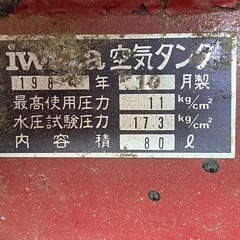 空気タンク
198 年 月製
最高使用圧力 11 kg/cm²
水圧試験圧力 17.3 kg/cm²
内容積 80 ℓ